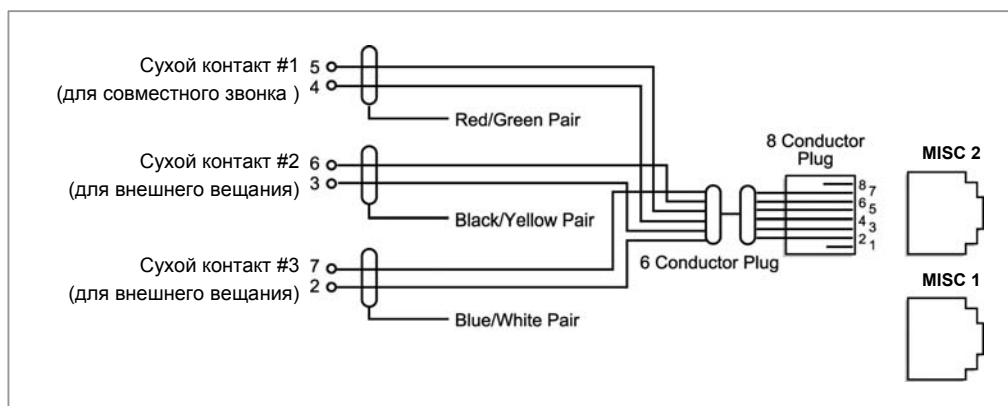 Сухой контакт #1 5
(для совместного звонка ) 4
Red/Green Pair
Сухой контакт #2 6
(для внешнего вещания) 3
Black/Yellow Pair
Сухой контакт #3 7
(для внешнего вещания) 2
Blue/White Pair
6 Conductor Plug
8 Conductor
Plug
8
7
6
5
4
3
2
1
MISC 2
MISC 1